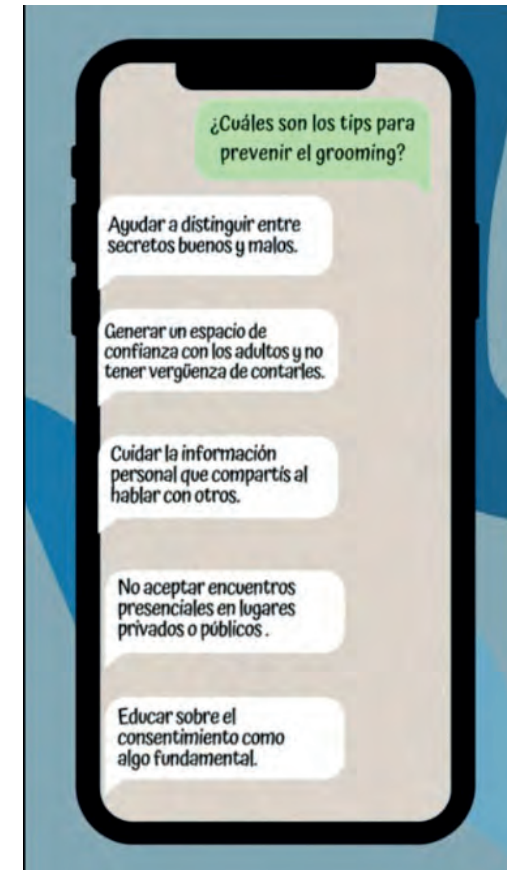 ¿Cuáles son los tips para
prevenir el grooming?
Ayudar a distinguir entre
secretos buenos y malos.
Generar un espacio de
confianza con los adultos y no
tener vergüenza de contarles.
Cuidar la información
personal que compartís al
hablar con otros.
No aceptar encuentros
presenciales en lugares
privados o públicos .
Educar sobre el
consentimiento como
algo fundamental.